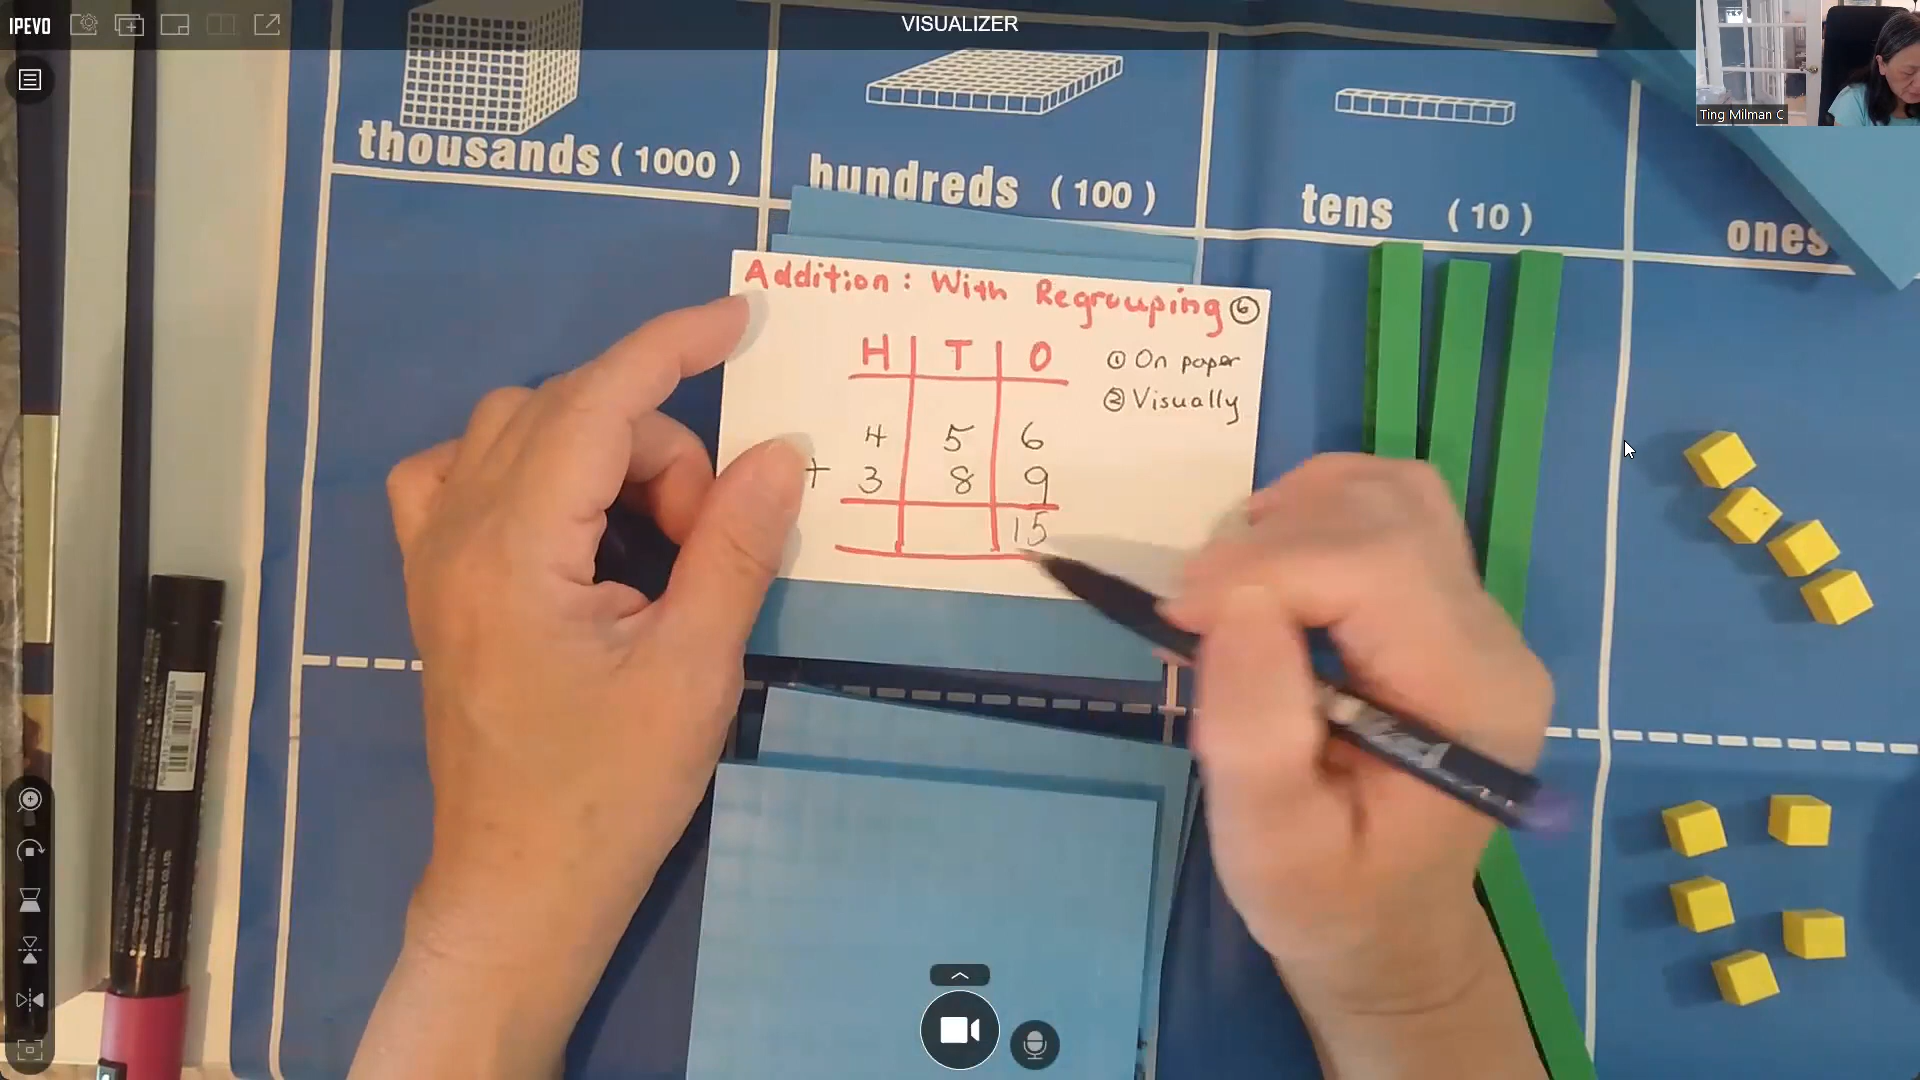 IPEVO
VISUALIZER
Ting Milman C
thousands (1000)
hundreds (100)
tens (10)
ones
Addition: With Regrouping 6
H T O
1 On paper
2 Visually
4 5 6
+ 3 8 9
15